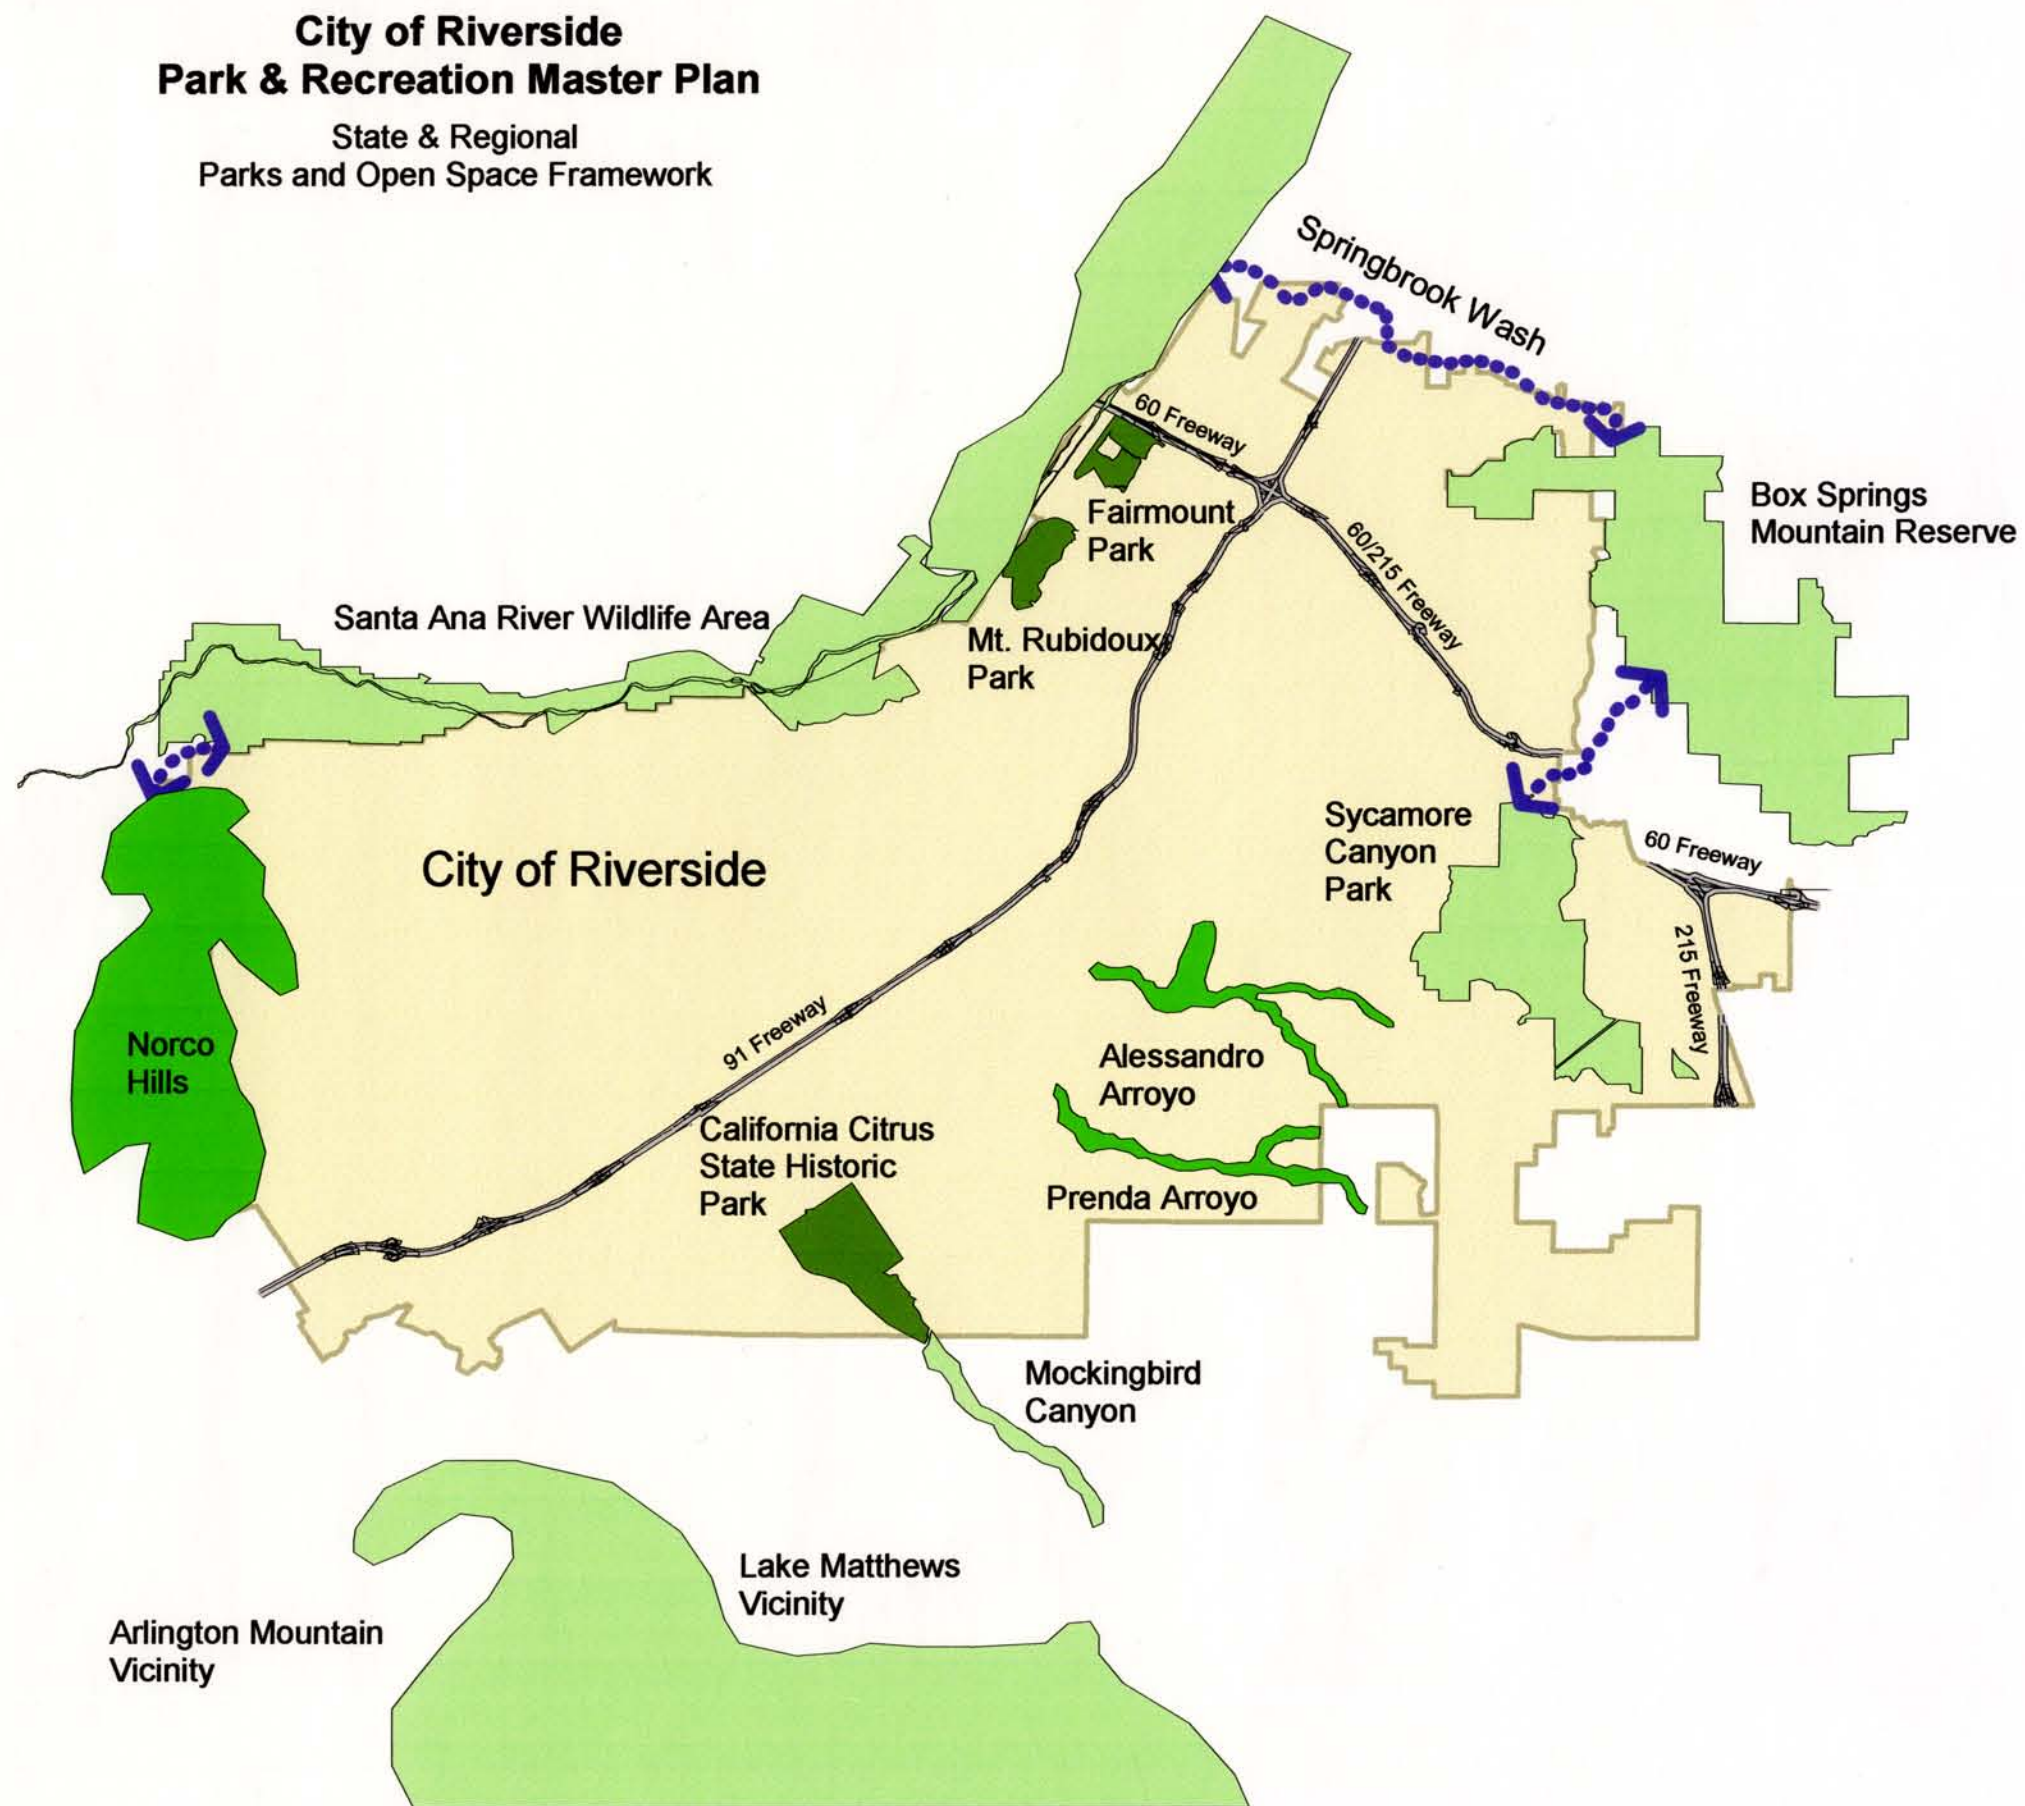 City of Riverside
Park & Recreation Master Plan
State & Regional
Parks and Open Space Framework
Springbrook Wash
60 Freeway
Box Springs
Mountain Reserve
Fairmount
Park
60/215 Freeway
Santa Ana River Wildlife Area
Mt. Rubidoux
Park
Sycamore
Canyon
Park
60 Freeway
City of Riverside
215 Freeway
91 Freeway
Norco
Hills
Alessandro
Arroyo
California Citrus
State Historic
Park
Prenda Arroyo
Mockingbird
Canyon
Lake Matthews
Vicinity
Arlington Mountain
Vicinity